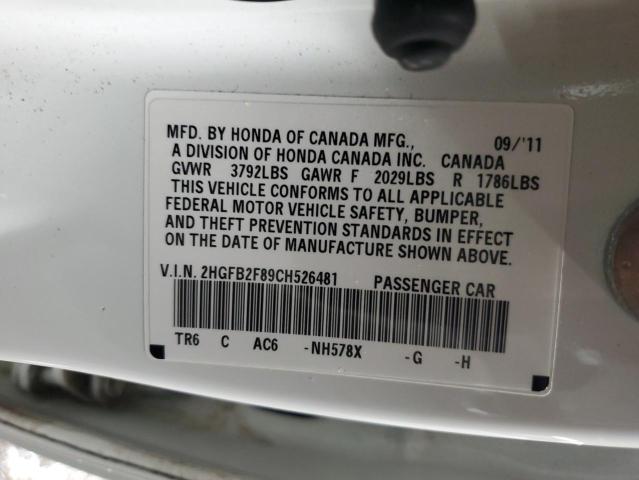 MFD. BY HONDA OF CANADA MFG., 09/'11
A DIVISION OF HONDA CANADA INC. CANADA
GVWR 3792LBS GAWR F 2029LBS R 1786LBS
THIS VEHICLE CONFORMS TO ALL APPLICABLE
FEDERAL MOTOR VEHICLE SAFETY, BUMPER,
AND THEFT PREVENTION STANDARDS IN EFFECT
ON THE DATE OF MANUFACTURE SHOWN ABOVE.
V.I.N. 2HGFB2F89CH526481 PASSENGER CAR
TR6 C AC6 -NH578X -G -H